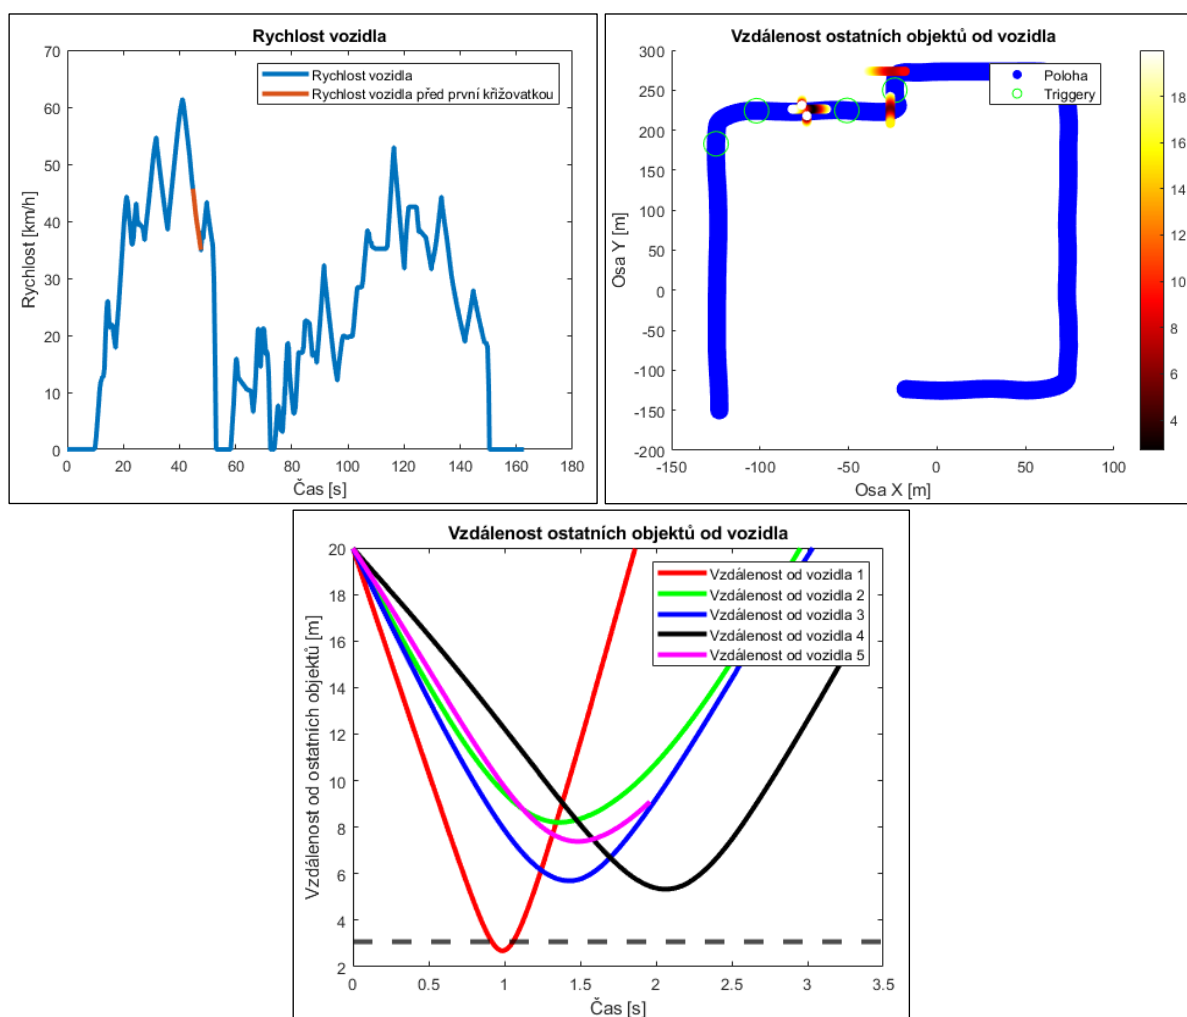 Rychlost vozidla
70
60
50
40
30
20
10
0
Rychlost [km/h]
Rychlost vozidla
Rychlost vozidla před první křižovatkou
0 20 40 60 80 100 120 140 160 180
Čas [s]
Vzdálenost ostatních objektů od vozidla
300
250
200
150
100
50
0
-50
-100
-150
-200
Osa Y [m]
Poloha
Triggery
-150 -100 -50 0 50 100
Osa X [m]
18
16
14
12
10
8
6
4
Vzdálenost ostatních objektů od vozidla
20
18
16
14
12
10
8
6
4
2
Vzdálenost od ostatních objektů [m]
Vzdálenost od vozidla 1
Vzdálenost od vozidla 2
Vzdálenost od vozidla 3
Vzdálenost od vozidla 4
Vzdálenost od vozidla 5
0 0.5 1 1.5 2 2.5 3 3.5
Čas [s]